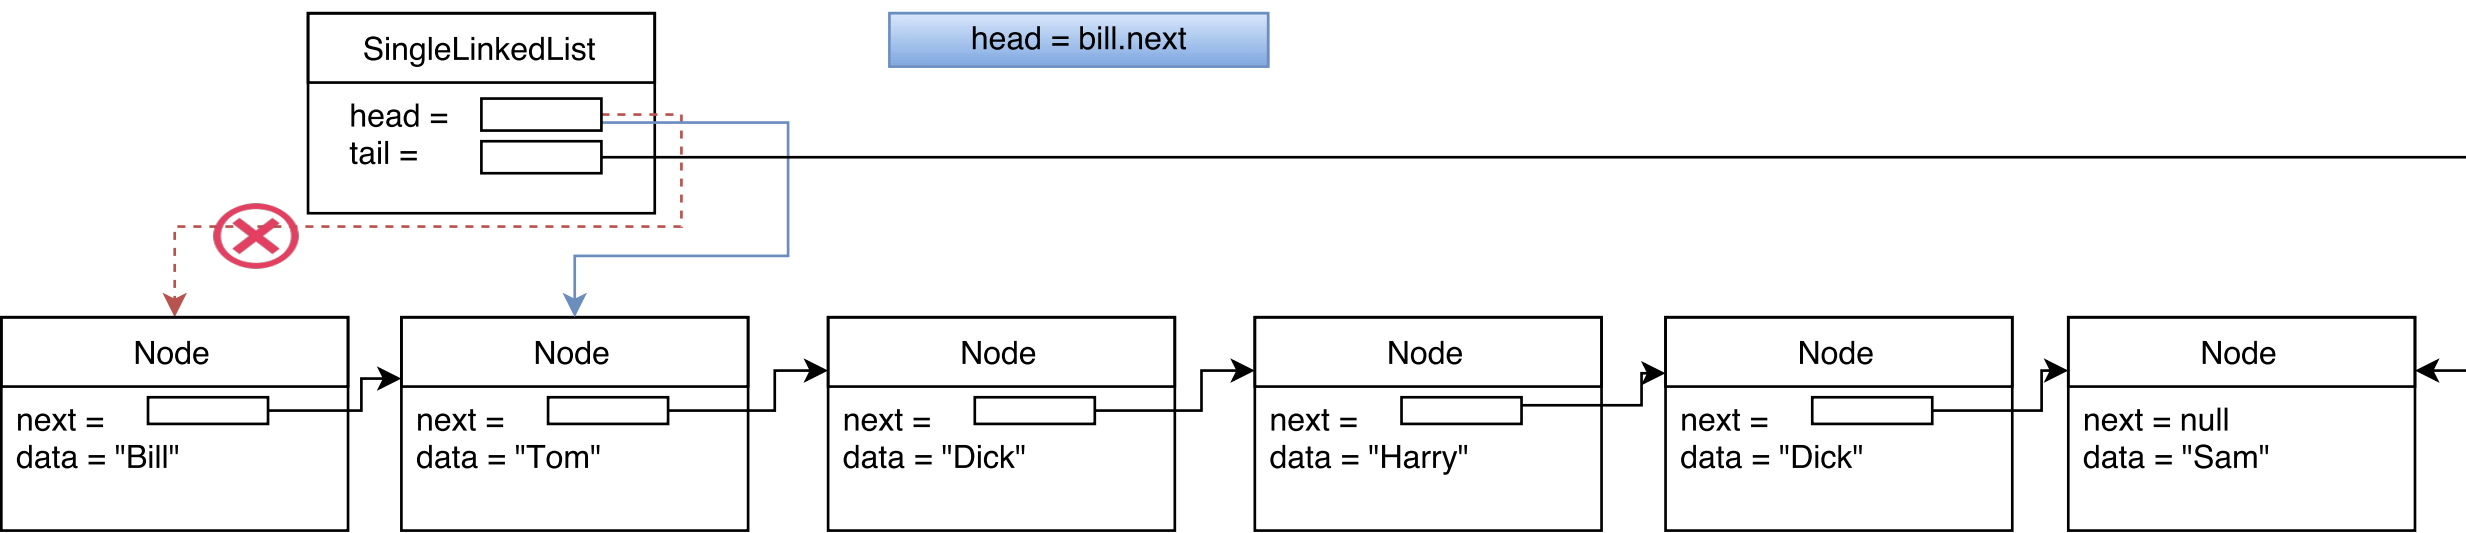 SingleLinkedList
head = bill.next
head =
tail =
Node
next =
data = "Bill"
Node
next =
data = "Tom"
Node
next =
data = "Dick"
Node
next =
data = "Harry"
Node
next =
data = "Dick"
Node
next = null
data = "Sam"